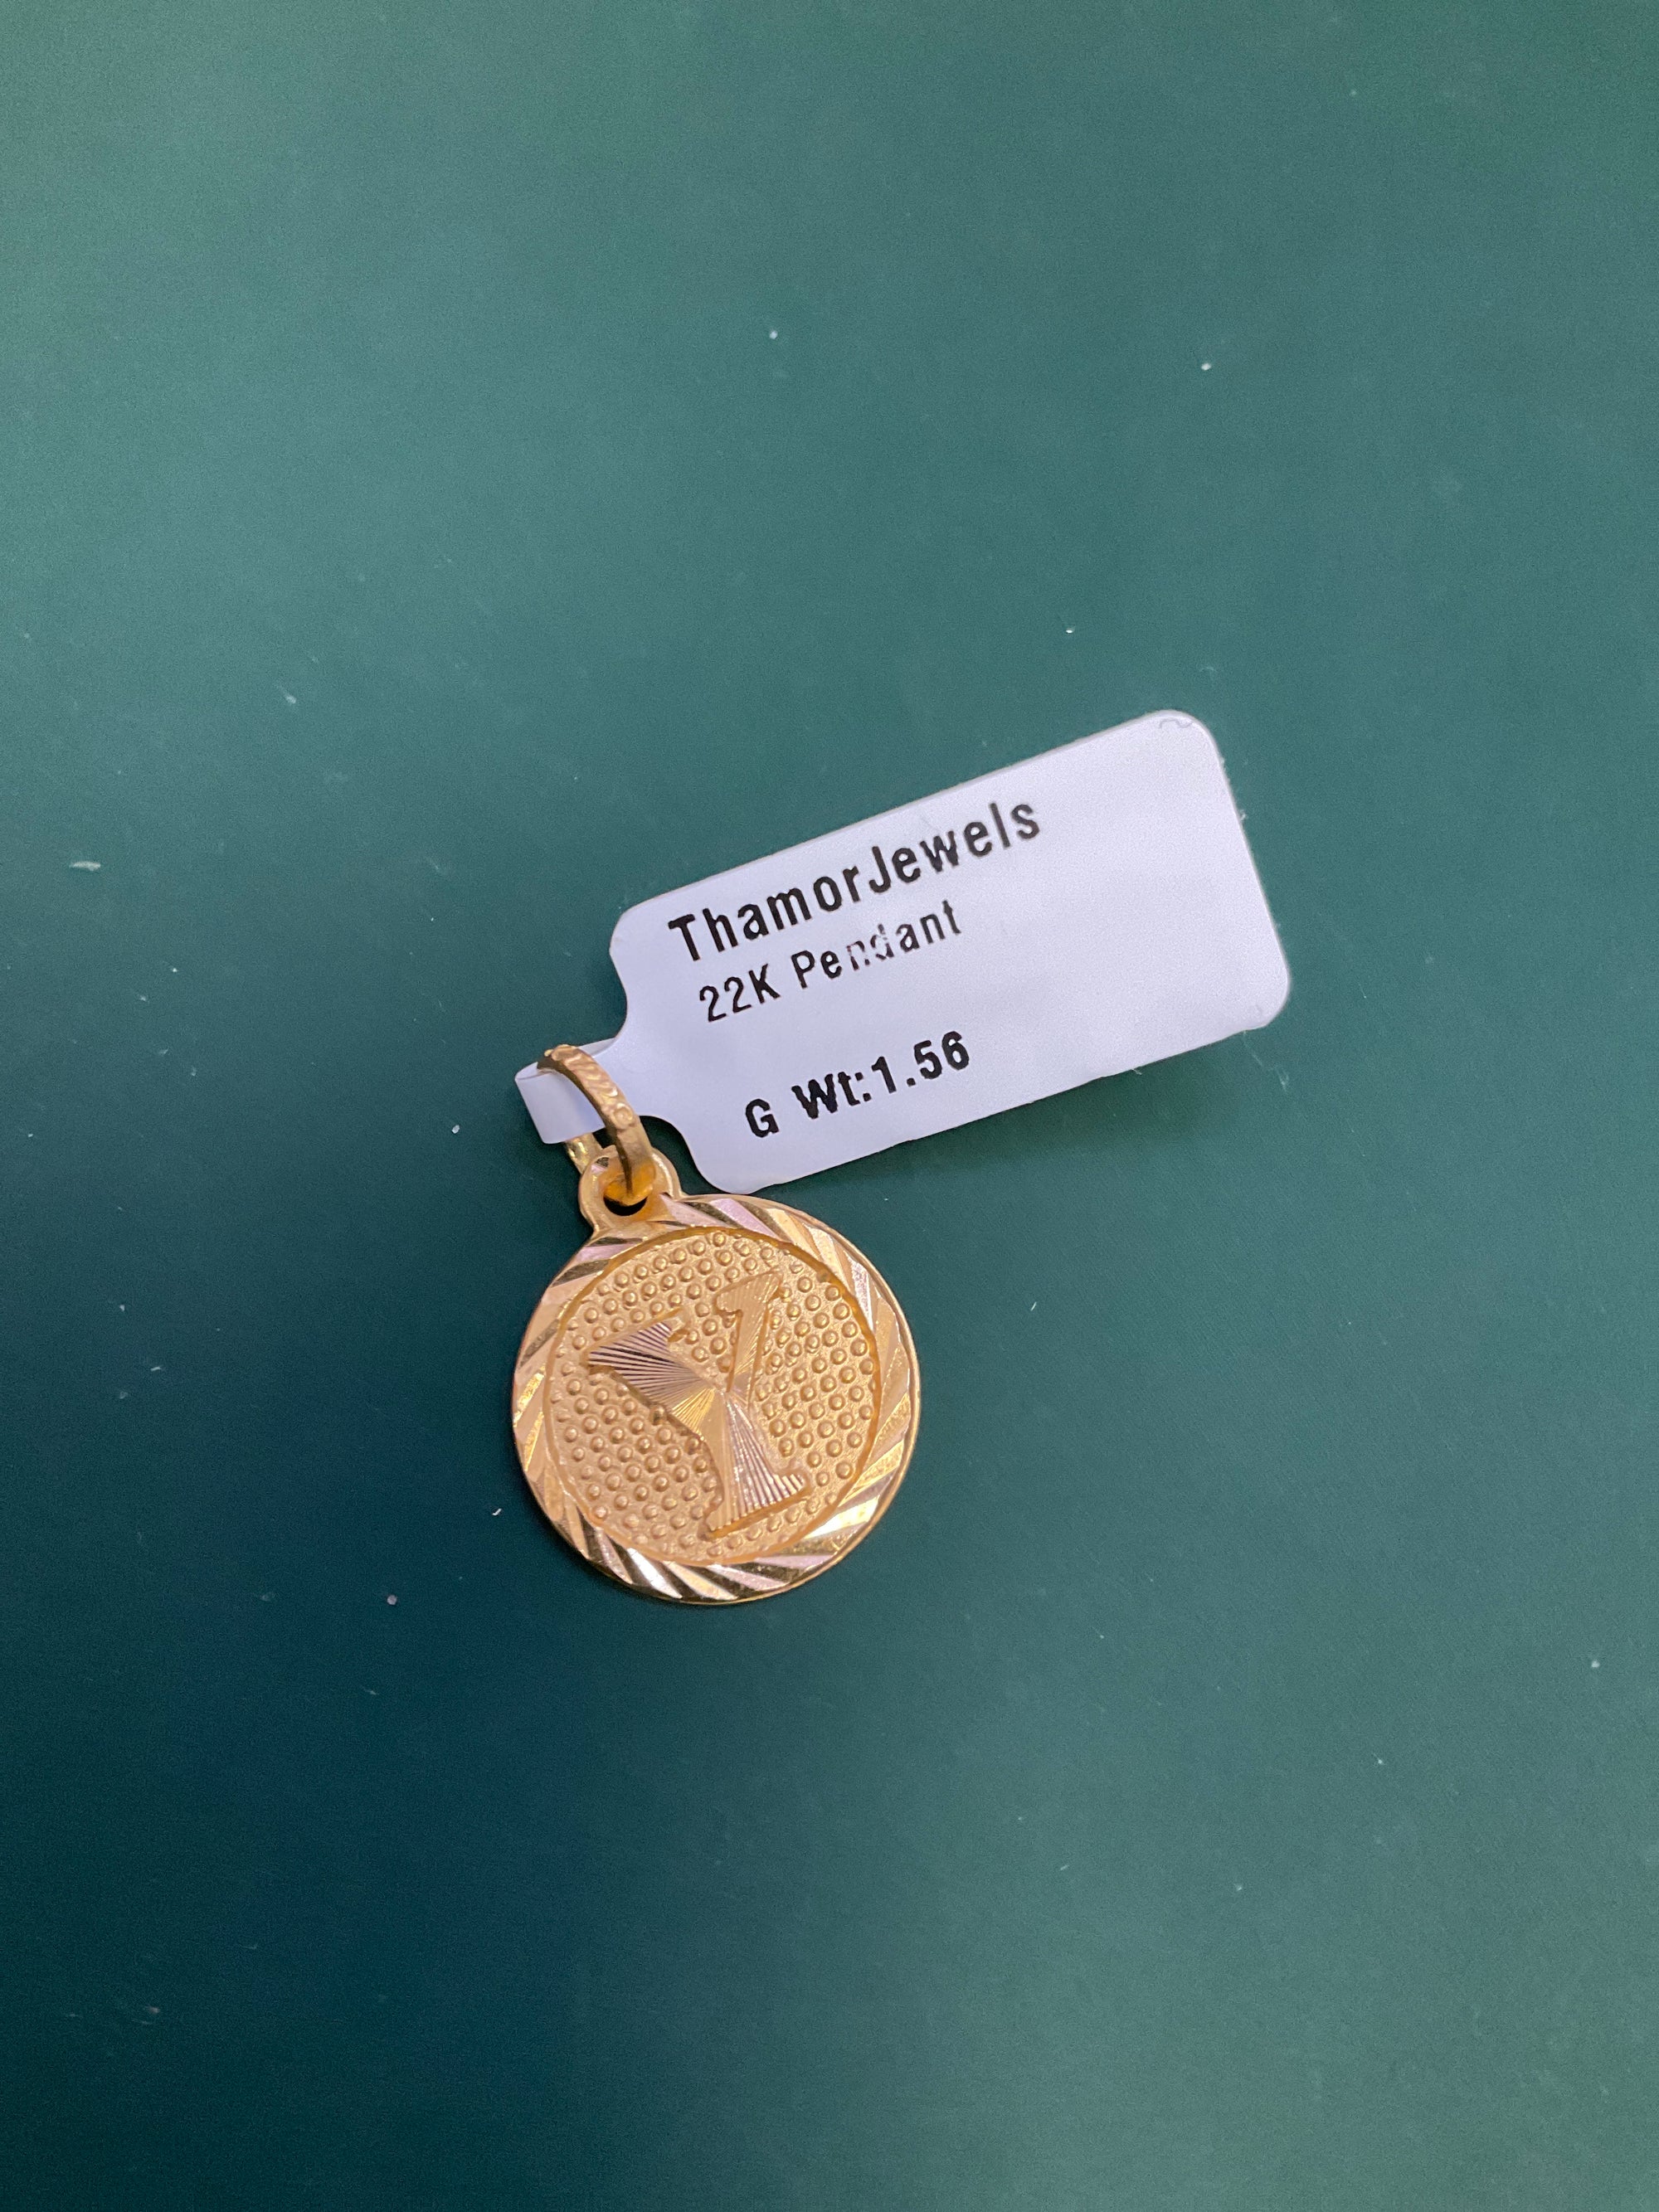 ThamorJewels
22K Pendant
G Wt:1.56
Y